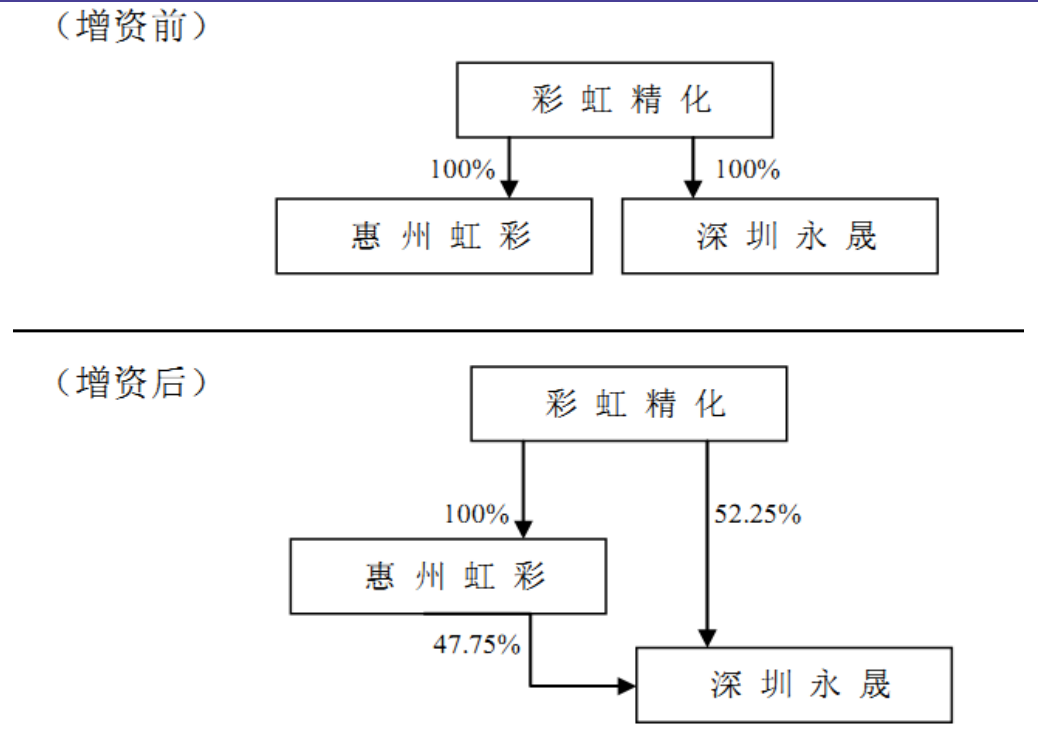 （增资前）
彩虹精化
100%
100%
惠州虹彩
深圳永晟
（增资后）
彩虹精化
100%
52.25%
惠州虹彩
47.75%
深圳永晟